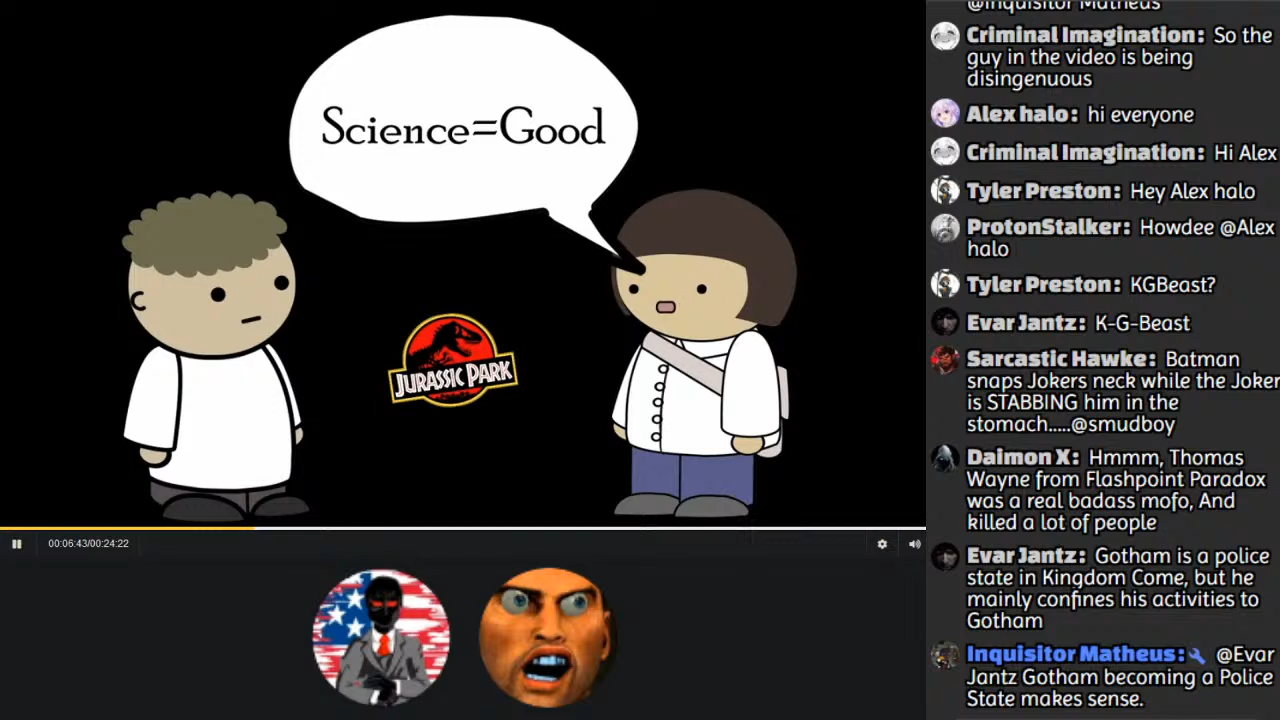 Science=Good
JURASSIC PARK
00:06:43/00:24:22
@Inquisitor Matheus
Criminal Imagination: So the
guy in the video is being
disingenuous
Alex halo: hi everyone
Criminal Imagination: Hi Alex
Tyler Preston: Hey Alex halo
ProtonStalker: Howdee @Alex
halo
Tyler Preston: KGBeast?
Evar Jantz: K-G-Beast
Sarcastic Hawke: Batman
snaps Jokers neck while the Joker
is STABBING him in the
stomach.....@smudboy
Daimon X: Hmmm, Thomas
Wayne from Flashpoint Paradox
was a real badass mofo, And
killed a lot of people
Evar Jantz: Gotham is a police
state in Kingdom Come, but he
mainly confines his activities to
Gotham
Inquisitor Matheus: @Evar
Jantz Gotham becoming a Police
State makes sense.